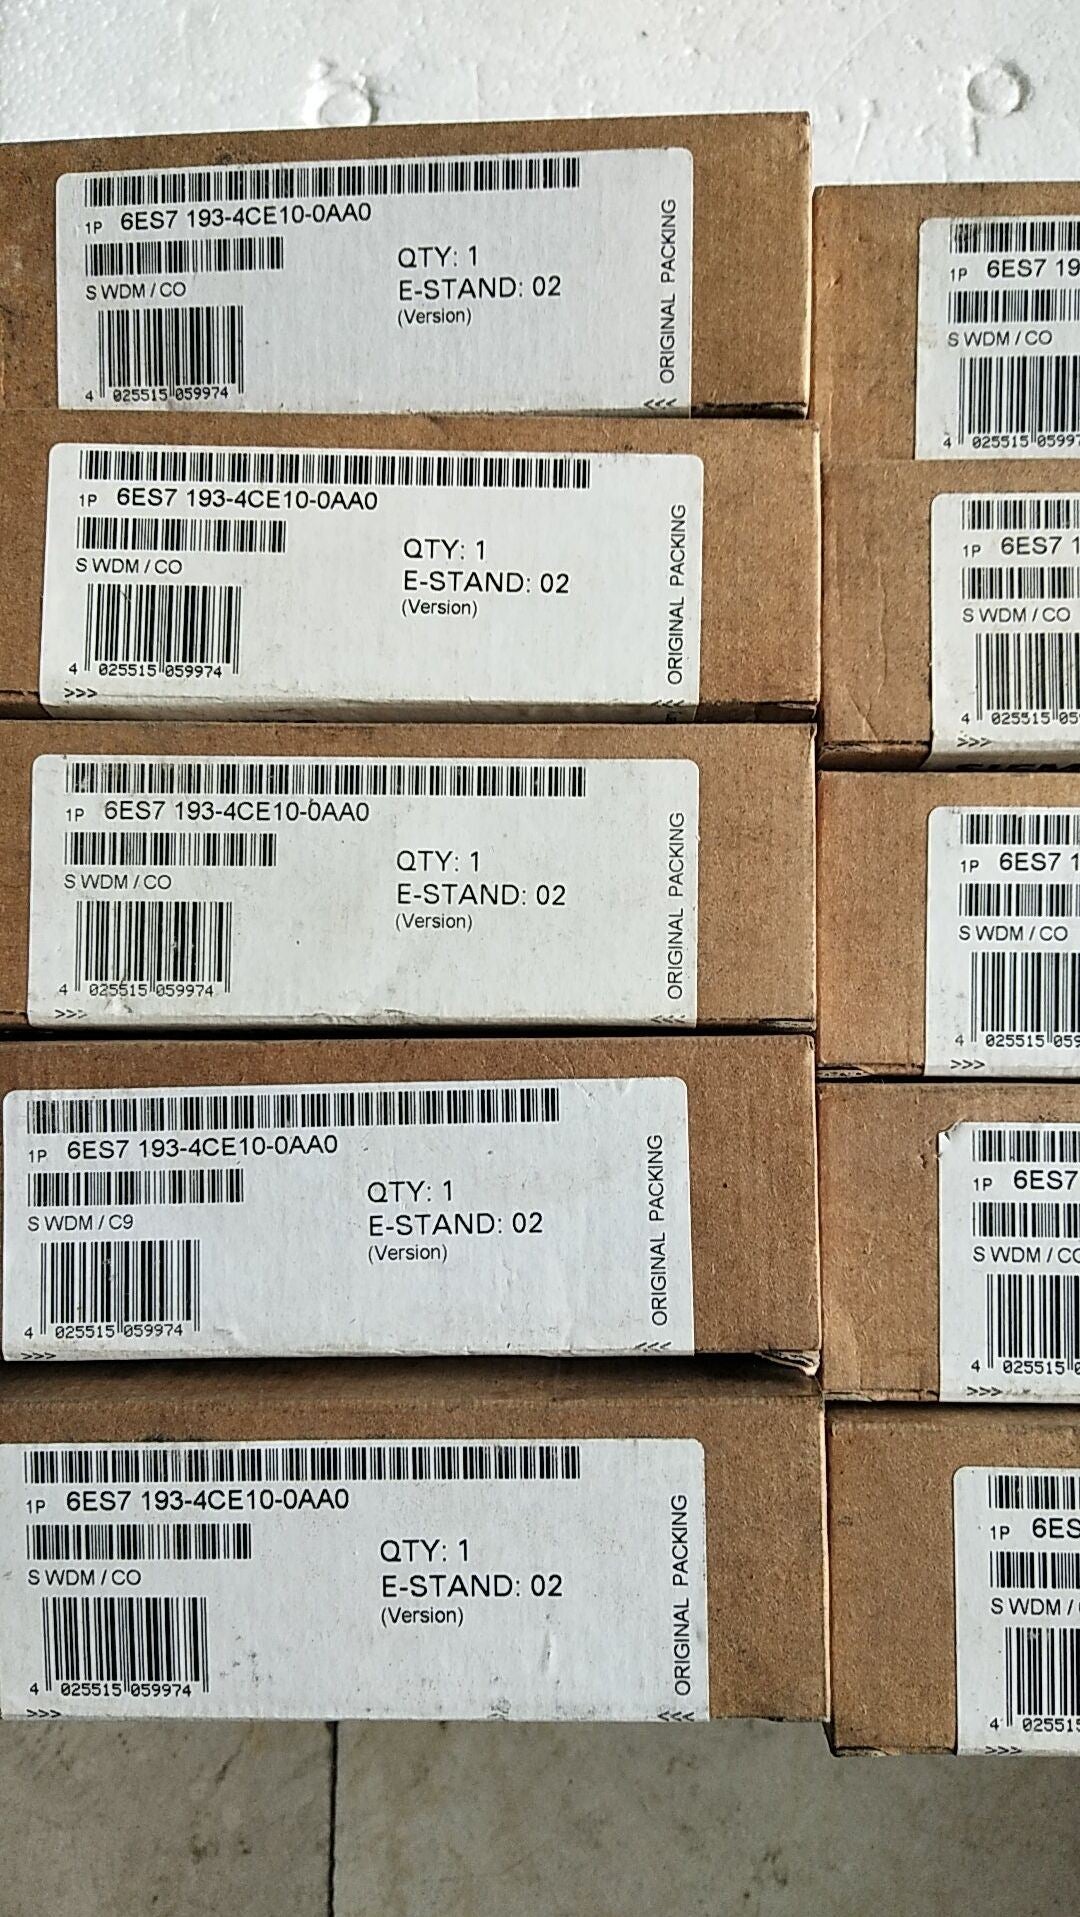 1P 6ES7 193-4CE10-0AA0
S WDM / CO
QTY: 1
E-STAND: 02
(Version)
4 025515 059974
ORIGINAL PACKING
<<<
1P 6ES7 193-4CE10-0AA0
S WDM / CO
QTY: 1
E-STAND: 02
(Version)
4 025515 059974
>>>
ORIGINAL PACKING
1P 6ES7 193-4CE10-0AA0
S WDM / CO
QTY: 1
E-STAND: 02
(Version)
4 025515 059974
>>>
ORIGINAL PACKING
<<<
1P 6ES7 193-4CE10-0AA0
S WDM / C9
QTY: 1
E-STAND: 02
(Version)
4 025515 059974
>>>
ORIGINAL PACKING
<<<
1P 6ES7 193-4CE10-0AA0
S WDM / CO
QTY: 1
E-STAND: 02
(Version)
4 025515 059974
>>>
ORIGINAL PACKING
<<<
1P 6ES7 19
S WDM / CO
4 025515 05997
1P 6ES7 1
S WDM / CO
4 025515 05
>>>
1P 6ES7 1
S WDM / CO
4 025515 059
>>>
1P 6ES7
S WDM / CO
4 025515 0
>>>
1P 6ES
S WDM /
4 025515
>>>